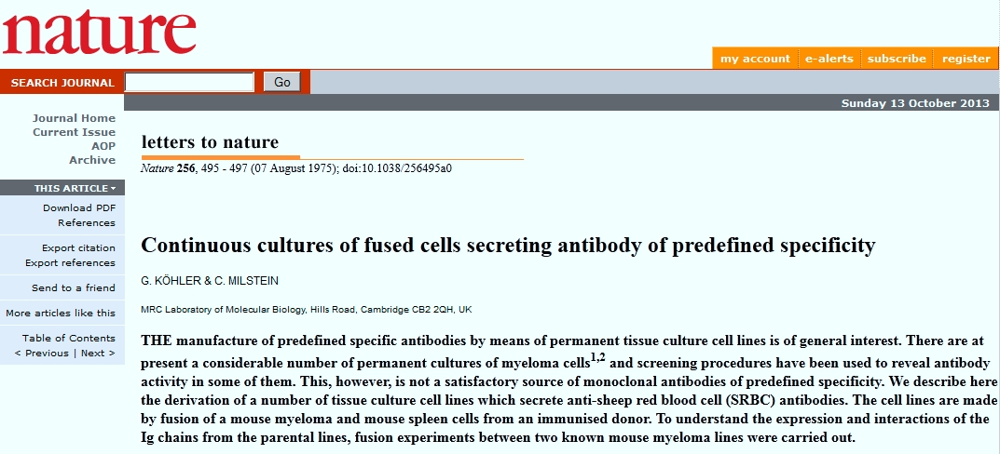 nature
my account e-alerts subscribe register
SEARCH JOURNAL Go
Sunday 13 October 2013
Journal Home
Current Issue
AOP
Archive
THIS ARTICLE
Download PDF
References
Export citation
Export references
Send to a friend
More articles like this
Table of Contents
< Previous | Next >
letters to nature
Nature 256, 495 - 497 (07 August 1975); doi:10.1038/256495a0
Continuous cultures of fused cells secreting antibody of predefined specificity
G. KÖHLER & C. MILSTEIN
MRC Laboratory of Molecular Biology, Hills Road, Cambridge CB2 2QH, UK
THE manufacture of predefined specific antibodies by means of permanent tissue culture cell lines is of general interest. There are at
present a considerable number of permanent cultures of myeloma cells1,2 and screening procedures have been used to reveal antibody
activity in some of them. This, however, is not a satisfactory source of monoclonal antibodies of predefined specificity. We describe here
the derivation of a number of tissue culture cell lines which secrete anti-sheep red blood cell (SRBC) antibodies. The cell lines are made
by fusion of a mouse myeloma and mouse spleen cells from an immunised donor. To understand the expression and interactions of the
Ig chains from the parental lines, fusion experiments between two known mouse myeloma lines were carried out.